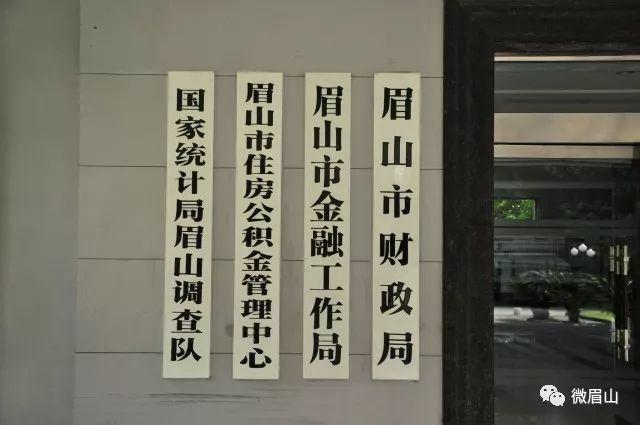 眉山市财政局
眉山市金融工作局
眉山市住房公积金管理中心
国家统计局眉山调查队
微眉山